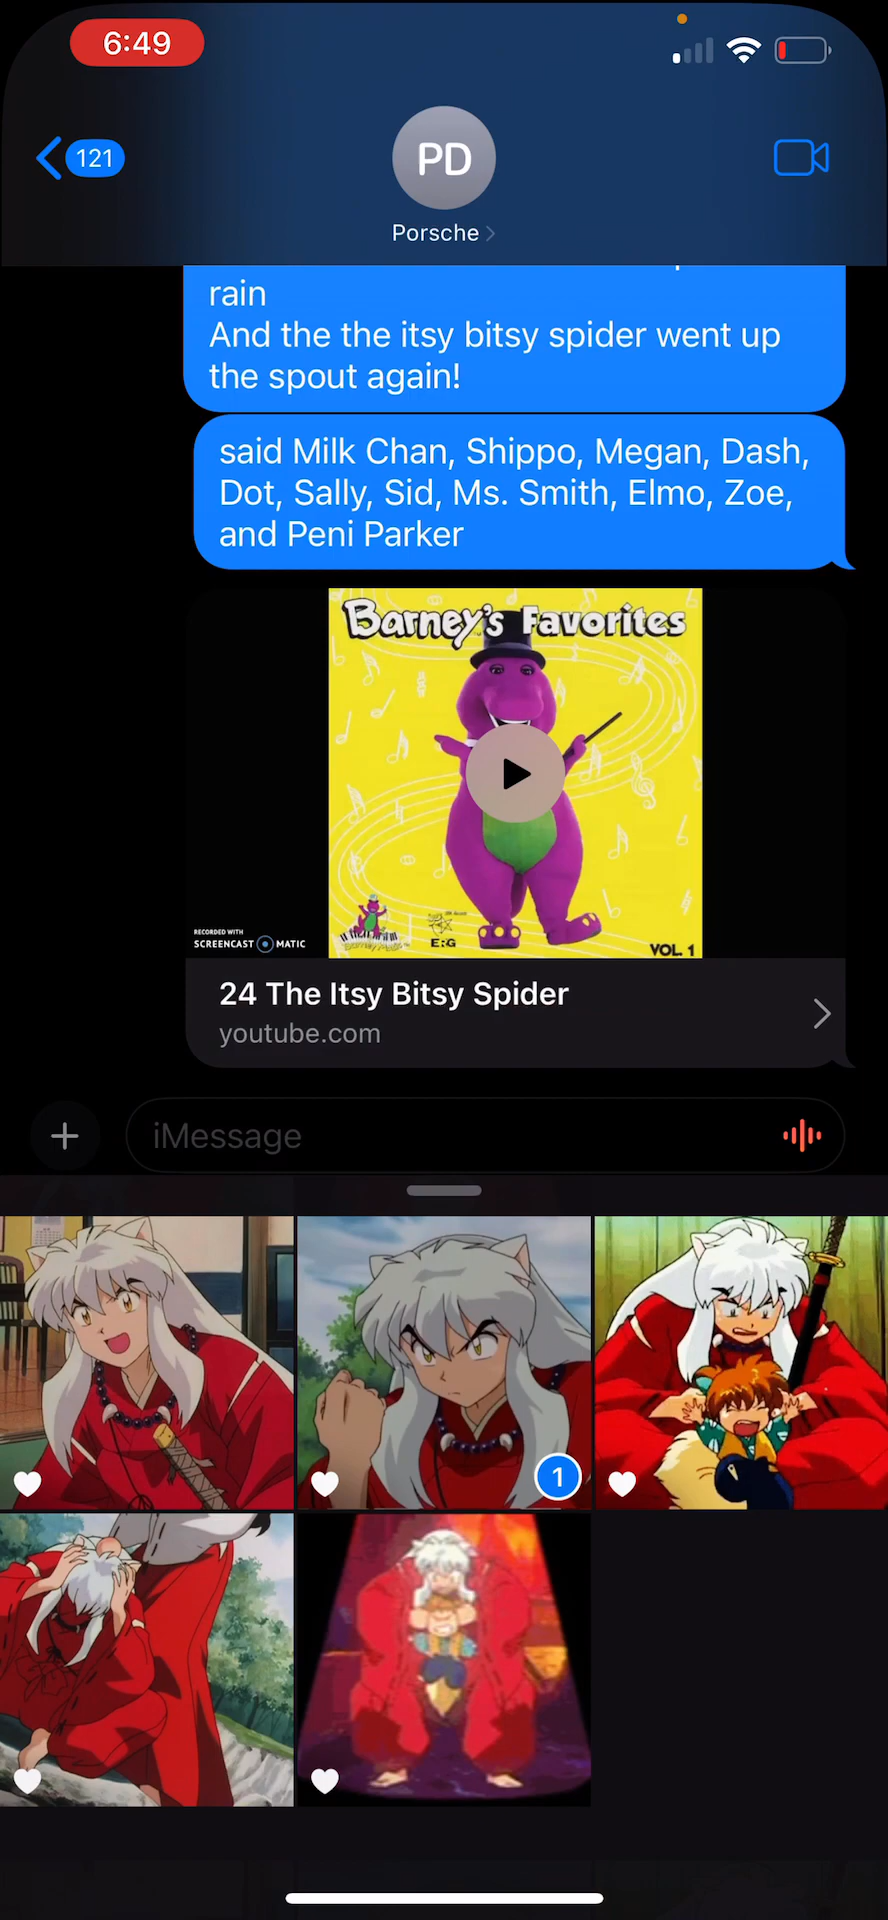 6:49
121
PD
Porsche
rain
And the the itsy bitsy spider went up
the spout again!
said Milk Chan, Shippo, Megan, Dash,
Dot, Sally, Sid, Ms. Smith, Elmo, Zoe,
and Peni Parker
Barney's Favorites
RECORDED WITH
SCREENCAST MATIC
E:G
VOL. 1
24 The Itsy Bitsy Spider
youtube.com
iMessage
1